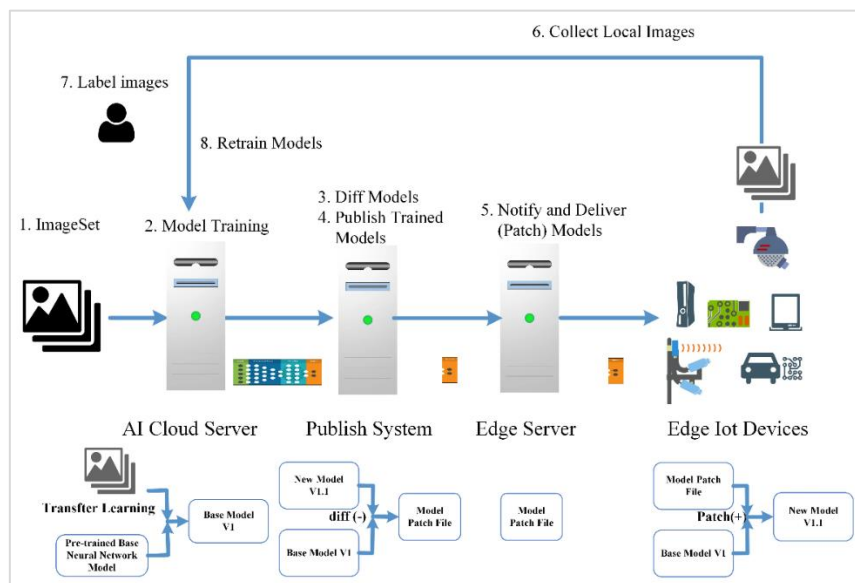 6. Collect Local Images
7. Label images
8. Retrain Models
1. ImageSet
2. Model Training
3. Diff Models
4. Publish Trained
Models
5. Notify and Deliver
(Patch) Models
AI Cloud Server
Publish System
Edge Server
Edge Iot Devices
Transfter Learning
Pre-trained Base
Neural Network
Model
Base Model
V1
New Model
V1.1
diff (-)
Base Model V1
Model
Patch File
Model
Patch File
Model Patch
File
Patch(+)
Base Model V1
New Model
V1.1